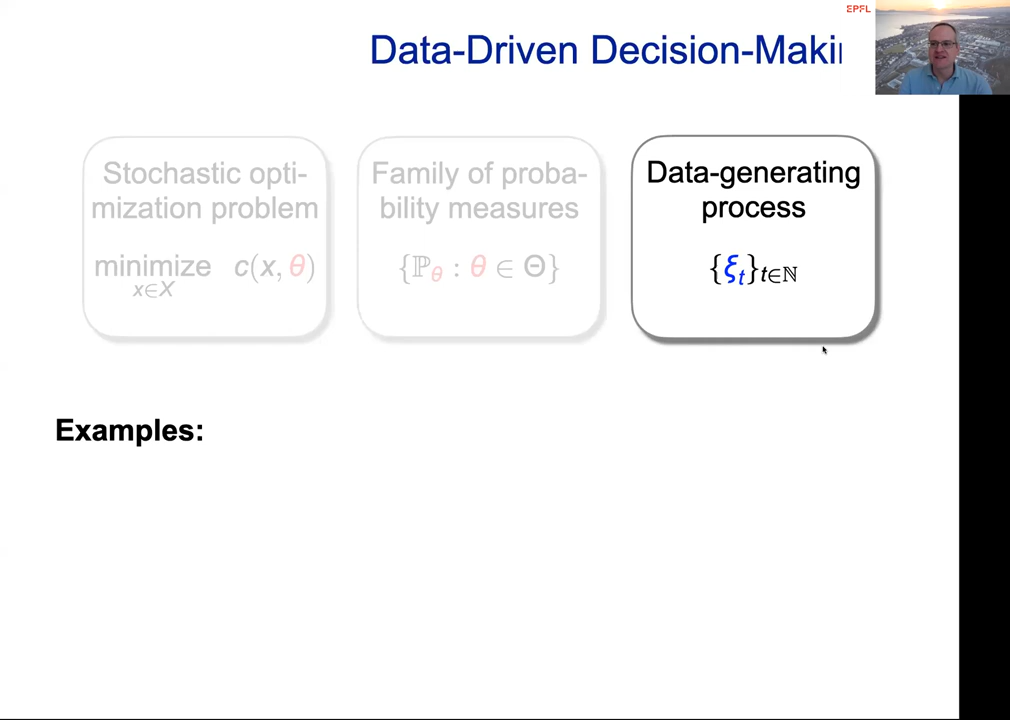 EPFL
Data-Driven Decision-Maki
Stochastic opti-
mization problem
minimize c(x, θ)
x∈X
Family of proba-
bility measures
{ℙθ : θ ∈ Θ}
Data-generating
process
{ξt}t∈ℕ
Examples: